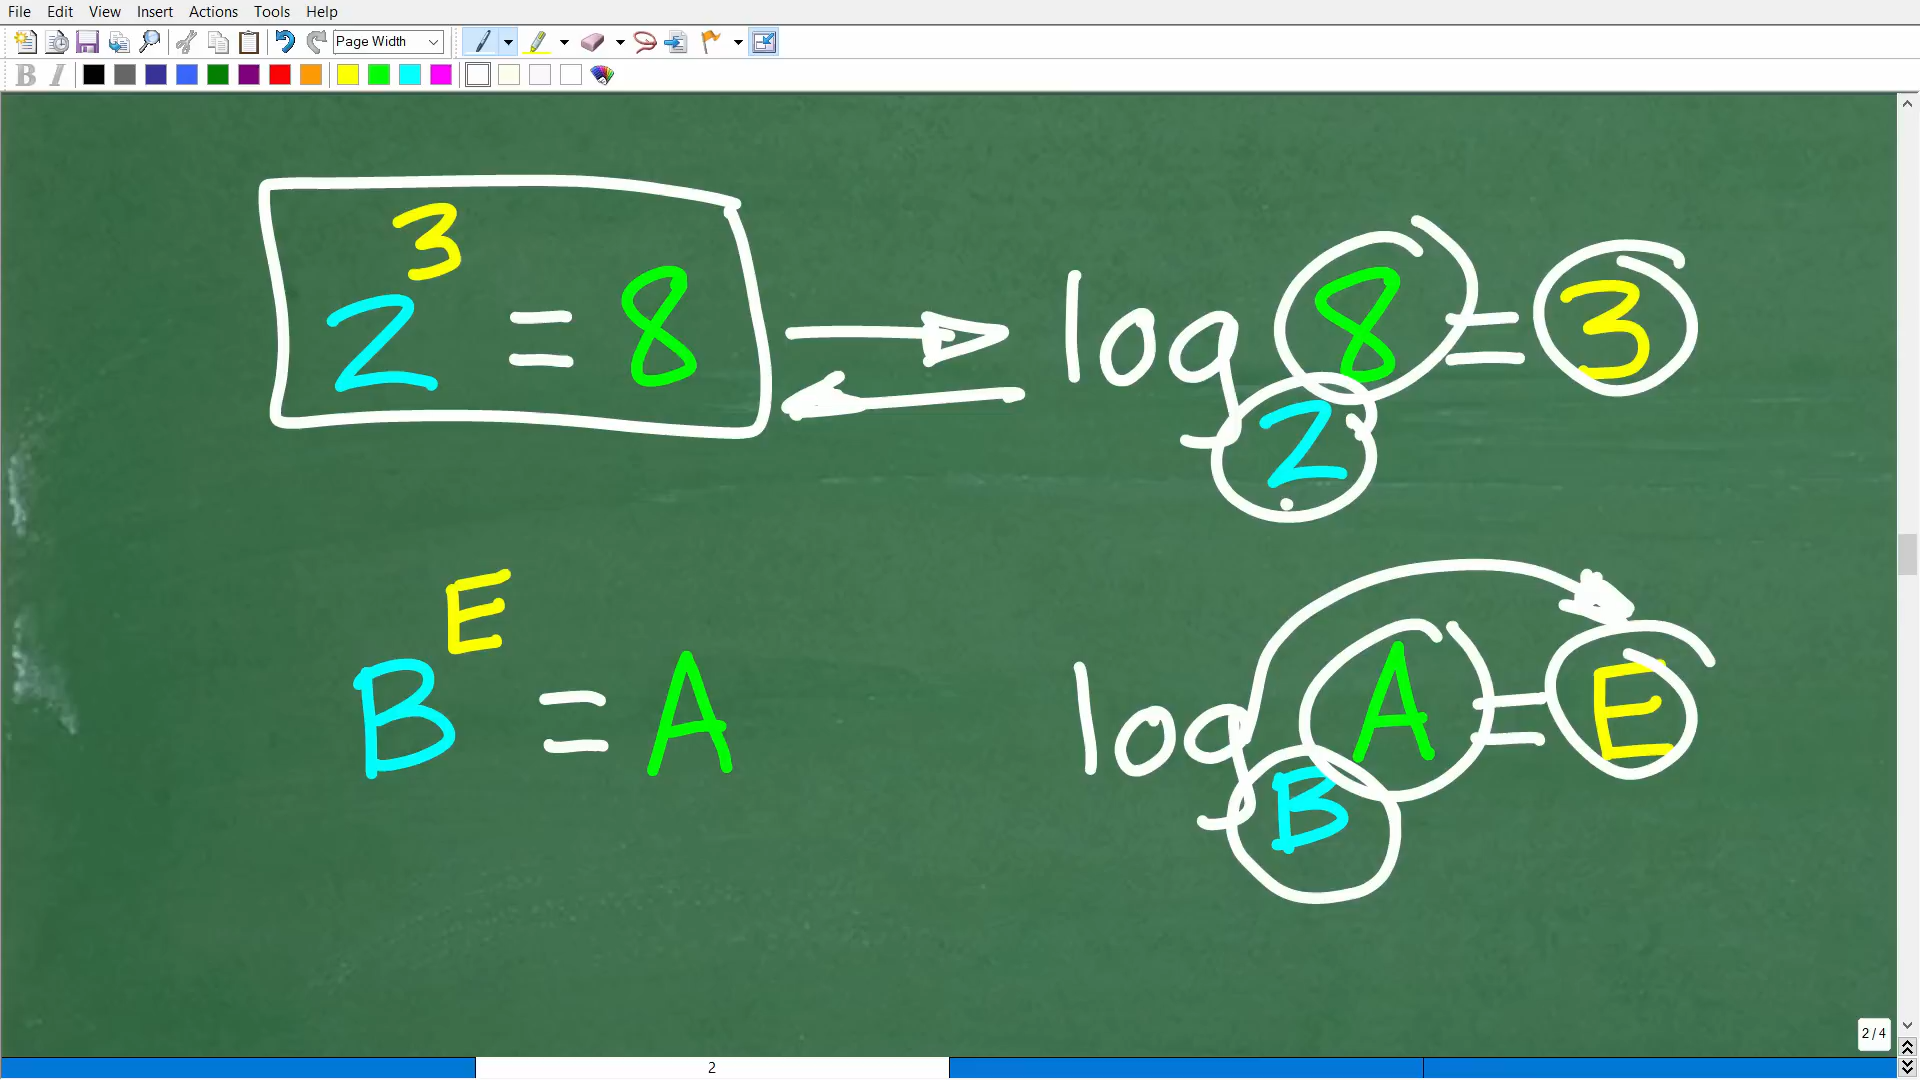 File Edit View Insert Actions Tools Help
Page Width
B I
2³ = 8
log₂ 8 = 3
Bᴱ = A
log_B A = E
2 / 4
2